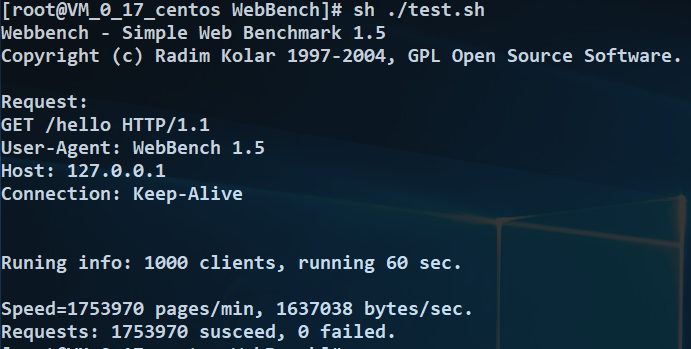 [root@VM_0_17_centos WebBench]# sh ./test.sh
Webbench - Simple Web Benchmark 1.5
Copyright (c) Radim Kolar 1997-2004, GPL Open Source Software.
Request:
GET /hello HTTP/1.1
User-Agent: WebBench 1.5
Host: 127.0.0.1
Connection: Keep-Alive
Runing info: 1000 clients, running 60 sec.
Speed=1753970 pages/min, 1637038 bytes/sec.
Requests: 1753970 susceed, 0 failed.